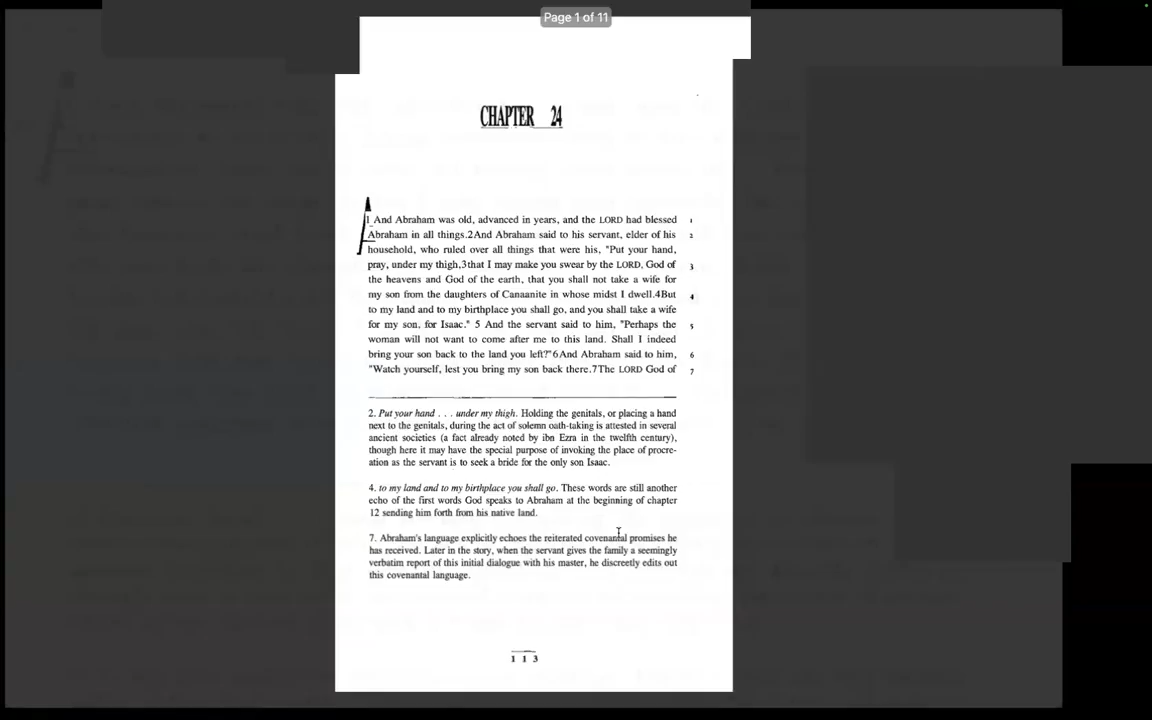 Page 1 of 11
CHAPTER 24
A
1 And Abraham was old, advanced in years, and the LORD had blessed 1
Abraham in all things.2And Abraham said to his servant, elder of his 2
household, who ruled over all things that were his, "Put your hand,
pray, under my thigh,3that I may make you swear by the LORD, God of 3
the heavens and God of the earth, that you shall not take a wife for
my son from the daughters of Canaanite in whose midst I dwell.4But 4
to my land and to my birthplace you shall go, and you shall take a wife
for my son, for Isaac." 5 And the servant said to him, "Perhaps the 5
woman will not want to come after me to this land. Shall I indeed
bring your son back to the land you left?"6And Abraham said to him, 6
"Watch yourself, lest you bring my son back there.7The LORD God of 7
2. Put your hand . . . under my thigh. Holding the genitals, or placing a hand
next to the genitals, during the act of solemn oath-taking is attested in several
ancient societies (a fact already noted by ibn Ezra in the twelfth century),
though here it may have the special purpose of invoking the place of procre-
ation as the servant is to seek a bride for the only son Isaac.
4. to my land and to my birthplace you shall go. These words are still another
echo of the first words God speaks to Abraham at the beginning of chapter
12 sending him forth from his native land.
7. Abraham's language explicitly echoes the reiterated covenantal promises he
has received. Later in the story, when the servant gives the family a seemingly
verbatim report of this initial dialogue with his master, he discreetly edits out
this covenantal language.
1 1 3